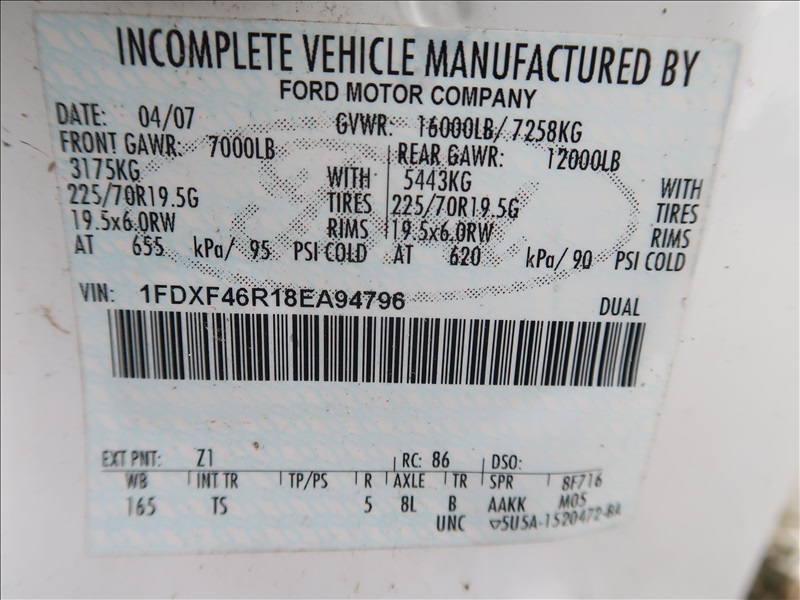 INCOMPLETE VEHICLE MANUFACTURED BY
FORD MOTOR COMPANY
DATE: 04/07 GVWR: 16000LB/ 7258KG
FRONT GAWR: 7000LB REAR GAWR: 12000LB
3175KG WITH 5443KG WITH
225/70R19.5G TIRES 225/70R19.5G TIRES
19.5x6.0RW RIMS 19.5x6.0RW RIMS
AT 655 kPa/ 95 PSI COLD AT 620 kPa/ 90 PSI COLD
VIN: 1FDXF46R18EA94796 DUAL
EXT PNT: Z1 RC: 86 DSO:
WB INT TR TP/PS R AXLE TR SPR 8F716
165 TS 5 8L B AAKK M05
UNC 5U5A-1520472-BA